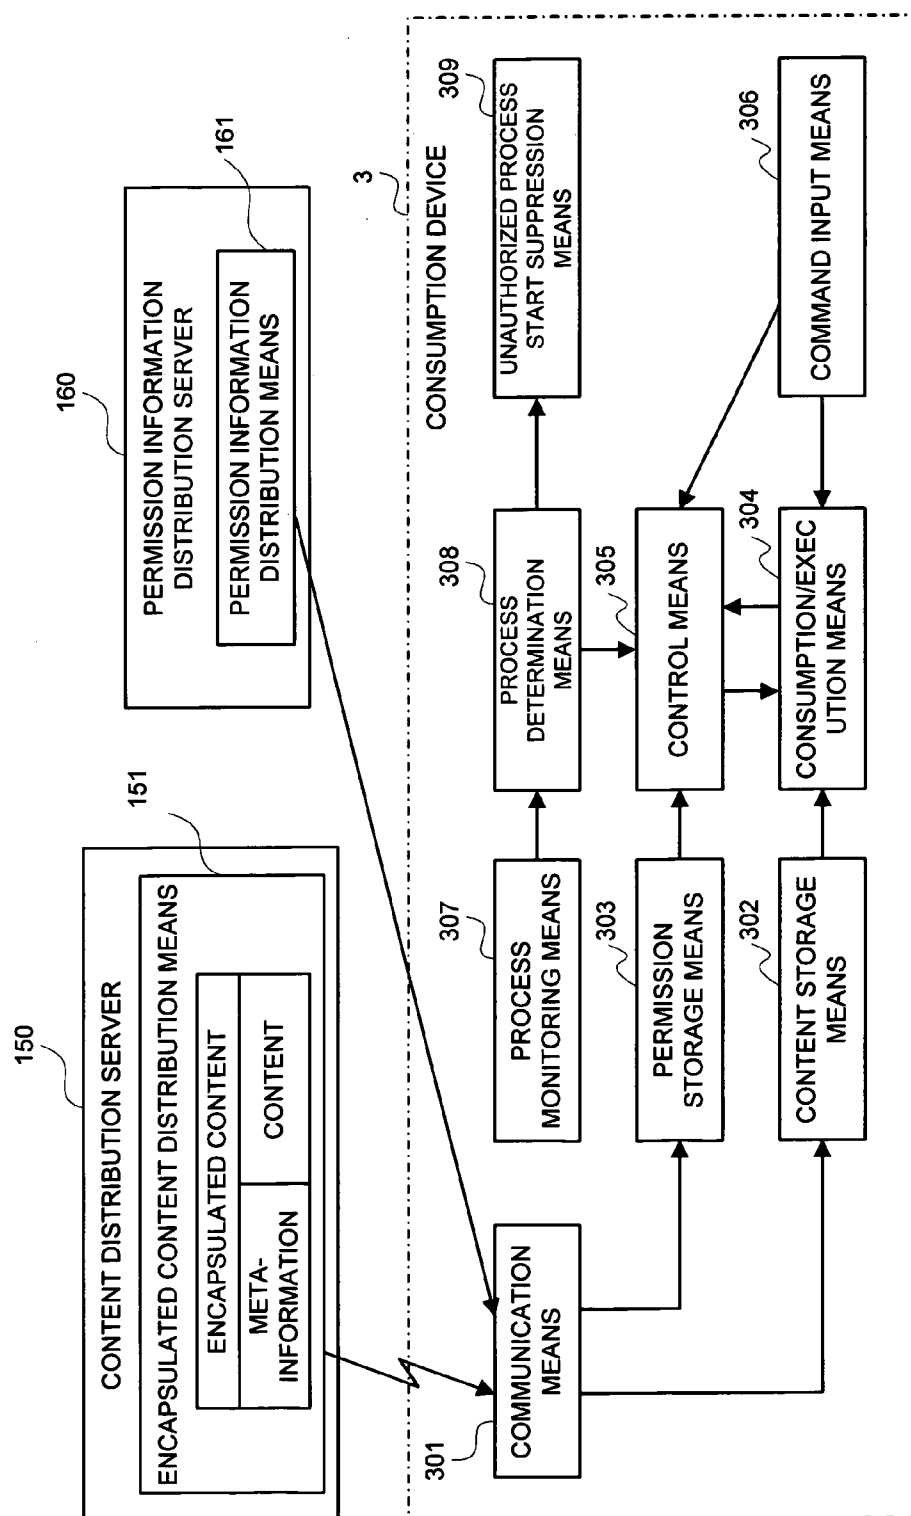 150
CONTENT DISTRIBUTION SERVER
151
ENCAPSULATED CONTENT DISTRIBUTION MEANS
ENCAPSULATED CONTENT
META-
INFORMATION
CONTENT
160
PERMISSION INFORMATION
DISTRIBUTION SERVER
161
PERMISSION INFORMATION
DISTRIBUTION MEANS
3
CONSUMPTION DEVICE
301
COMMUNICATION
MEANS
307
PROCESS
MONITORING MEANS
308
PROCESS
DETERMINATION
MEANS
309
UNAUTHORIZED PROCESS
START SUPPRESSION
MEANS
303
PERMISSION
STORAGE MEANS
305
CONTROL MEANS
302
CONTENT STORAGE
MEANS
304
CONSUMPTION/EXEC
UTION MEANS
306
COMMAND INPUT MEANS